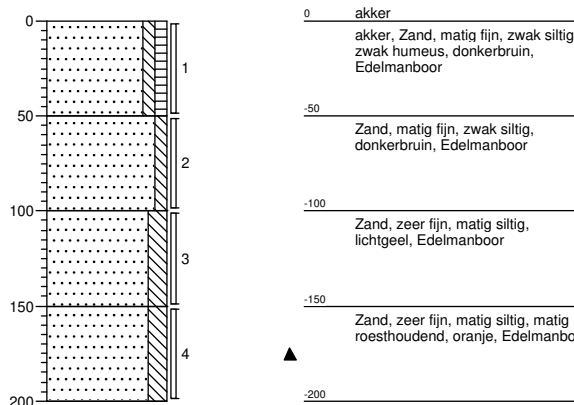 0
50
100
150
200
1
2
3
4
0
akker
akker, Zand, matig fijn, zwak siltig
zwak humeus, donkerbruin,
Edelmanboor
-50
Zand, matig fijn, zwak siltig,
donkerbruin, Edelmanboor
-100
Zand, zeer fijn, matig siltig,
lichtgeel, Edelmanboor
-150
Zand, zeer fijn, matig siltig, matig
roesthoudend, oranje, Edelmanbo
-200